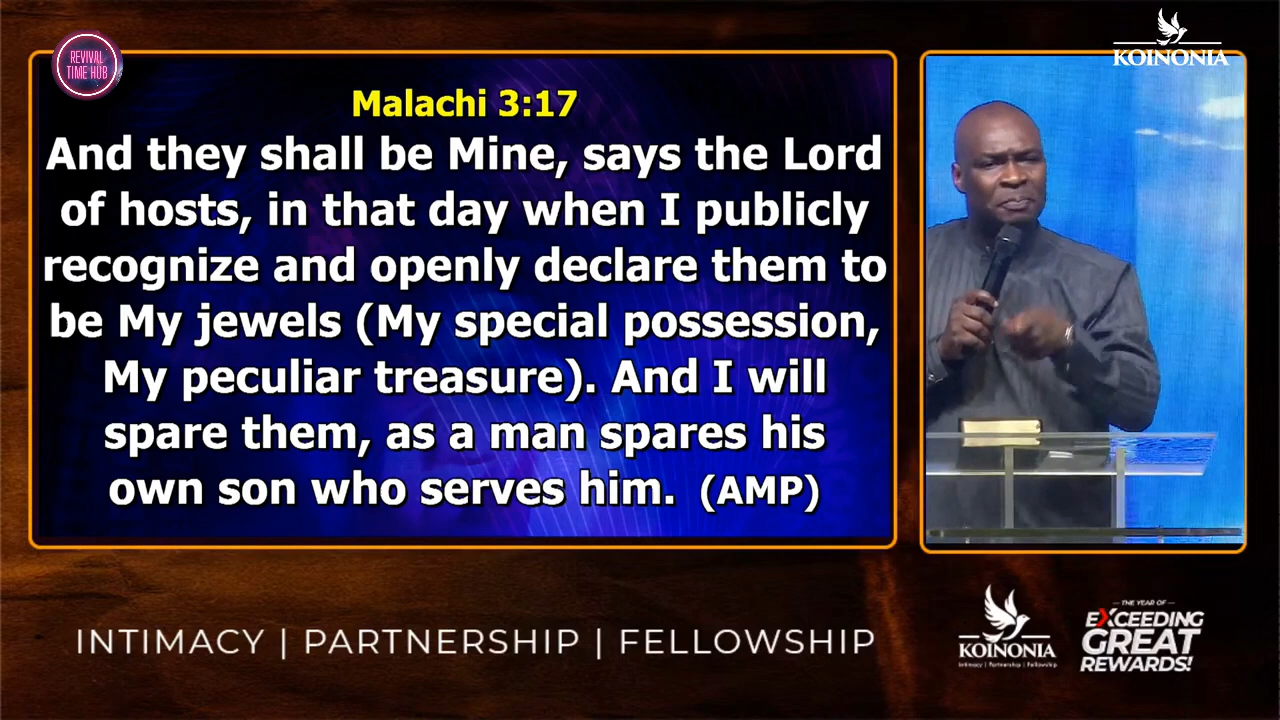 REVIVAL
TIME HUB
KOINONIA
Malachi 3:17
And they shall be Mine, says the Lord
of hosts, in that day when I publicly
recognize and openly declare them to
be My jewels (My special possession,
My peculiar treasure). And I will
spare them, as a man spares his
own son who serves him. (AMP)
INTIMACY | PARTNERSHIP | FELLOWSHIP
KOINONIA
Intimacy | Partnership | Fellowship
THE YEAR OF
EXCEEDING
GREAT
REWARDS!